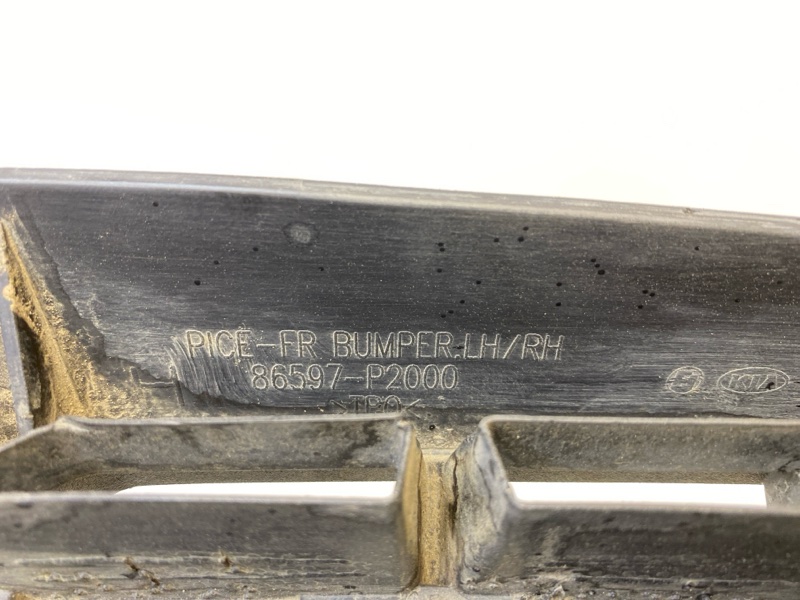 PICE-FR BUMPER.LH/RH
86597-P2000
>TPO<
KIA